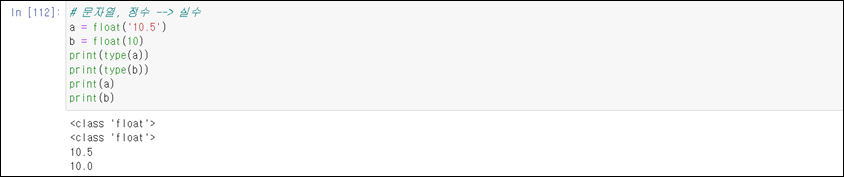 In [112]: # 문자열, 정수 --> 실수
a = float('10.5')
b = float(10)
print(type(a))
print(type(b))
print(a)
print(b)
<class 'float'>
<class 'float'>
10.5
10.0